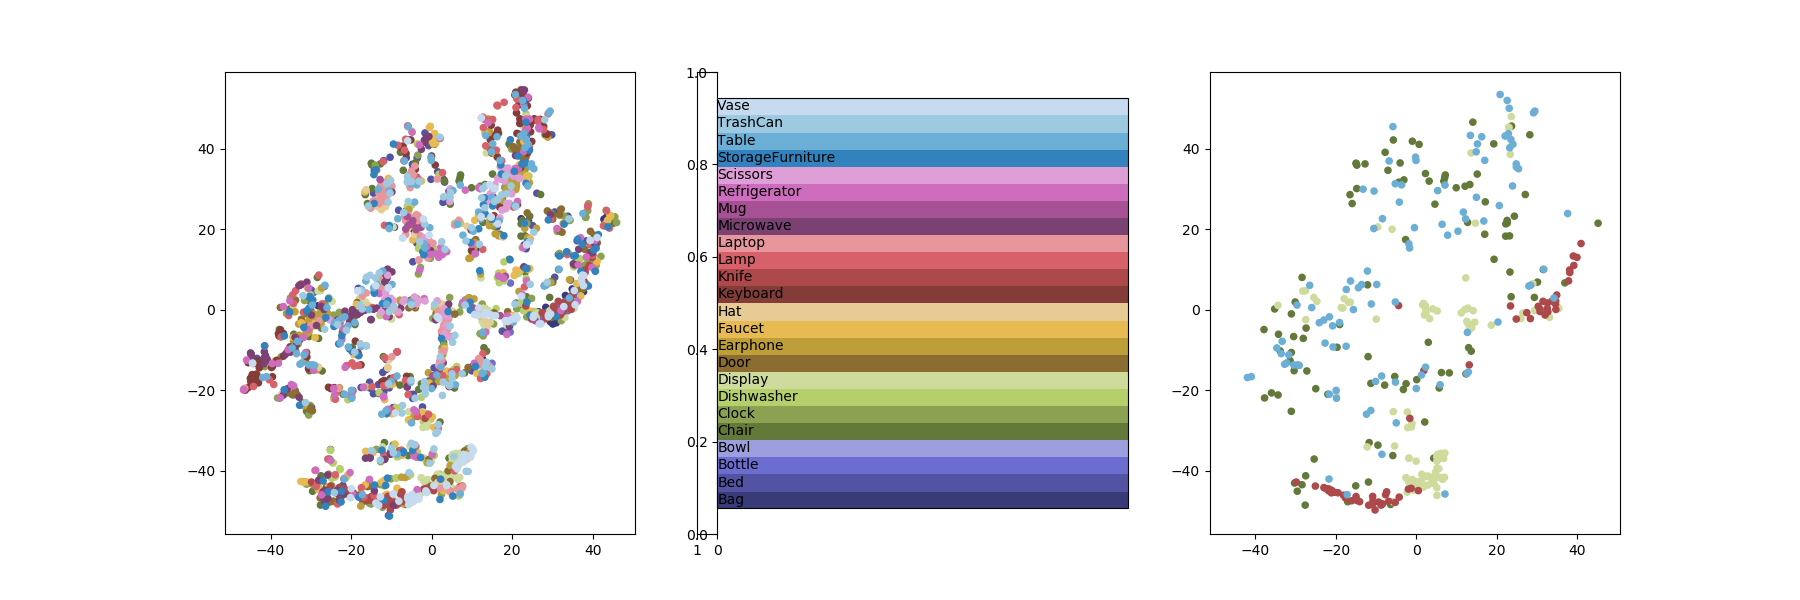 40
20
0
−20
−40
−40
−20
0
20
40
1.0
0.8
0.6
0.4
0.2
0.0
1
0
Vase
TrashCan
Table
StorageFurniture
Scissors
Refrigerator
Mug
Microwave
Laptop
Lamp
Knife
Keyboard
Hat
Faucet
Earphone
Door
Display
Dishwasher
Clock
Chair
Bowl
Bottle
Bed
Bag
40
20
0
−20
−40
−40
−20
0
20
40